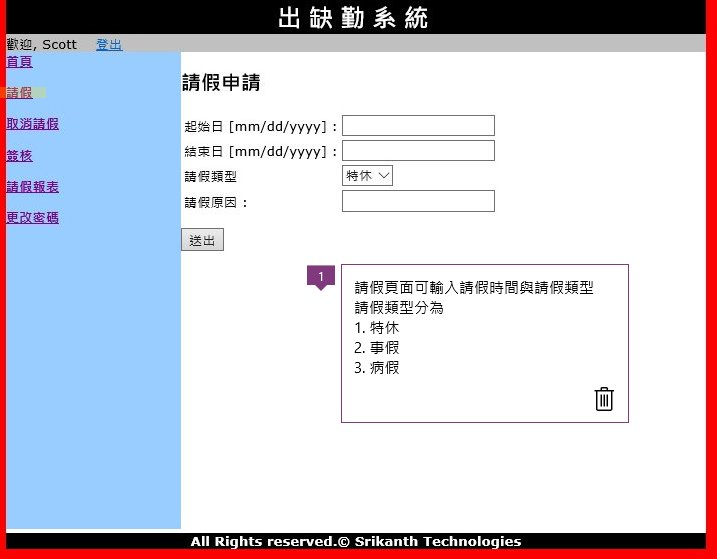 出缺勤系統
歡迎, Scott 登出
首頁
請假
取消請假
簽核
請假報表
更改密碼
請假申請
起始日 [mm/dd/yyyy] :
結束日 [mm/dd/yyyy] :
請假類型 特休
請假原因 :
送出
1
請假頁面可輸入請假時間與請假類型
請假類型分為
1. 特休
2. 事假
3. 病假
All Rights reserved.© Srikanth Technologies